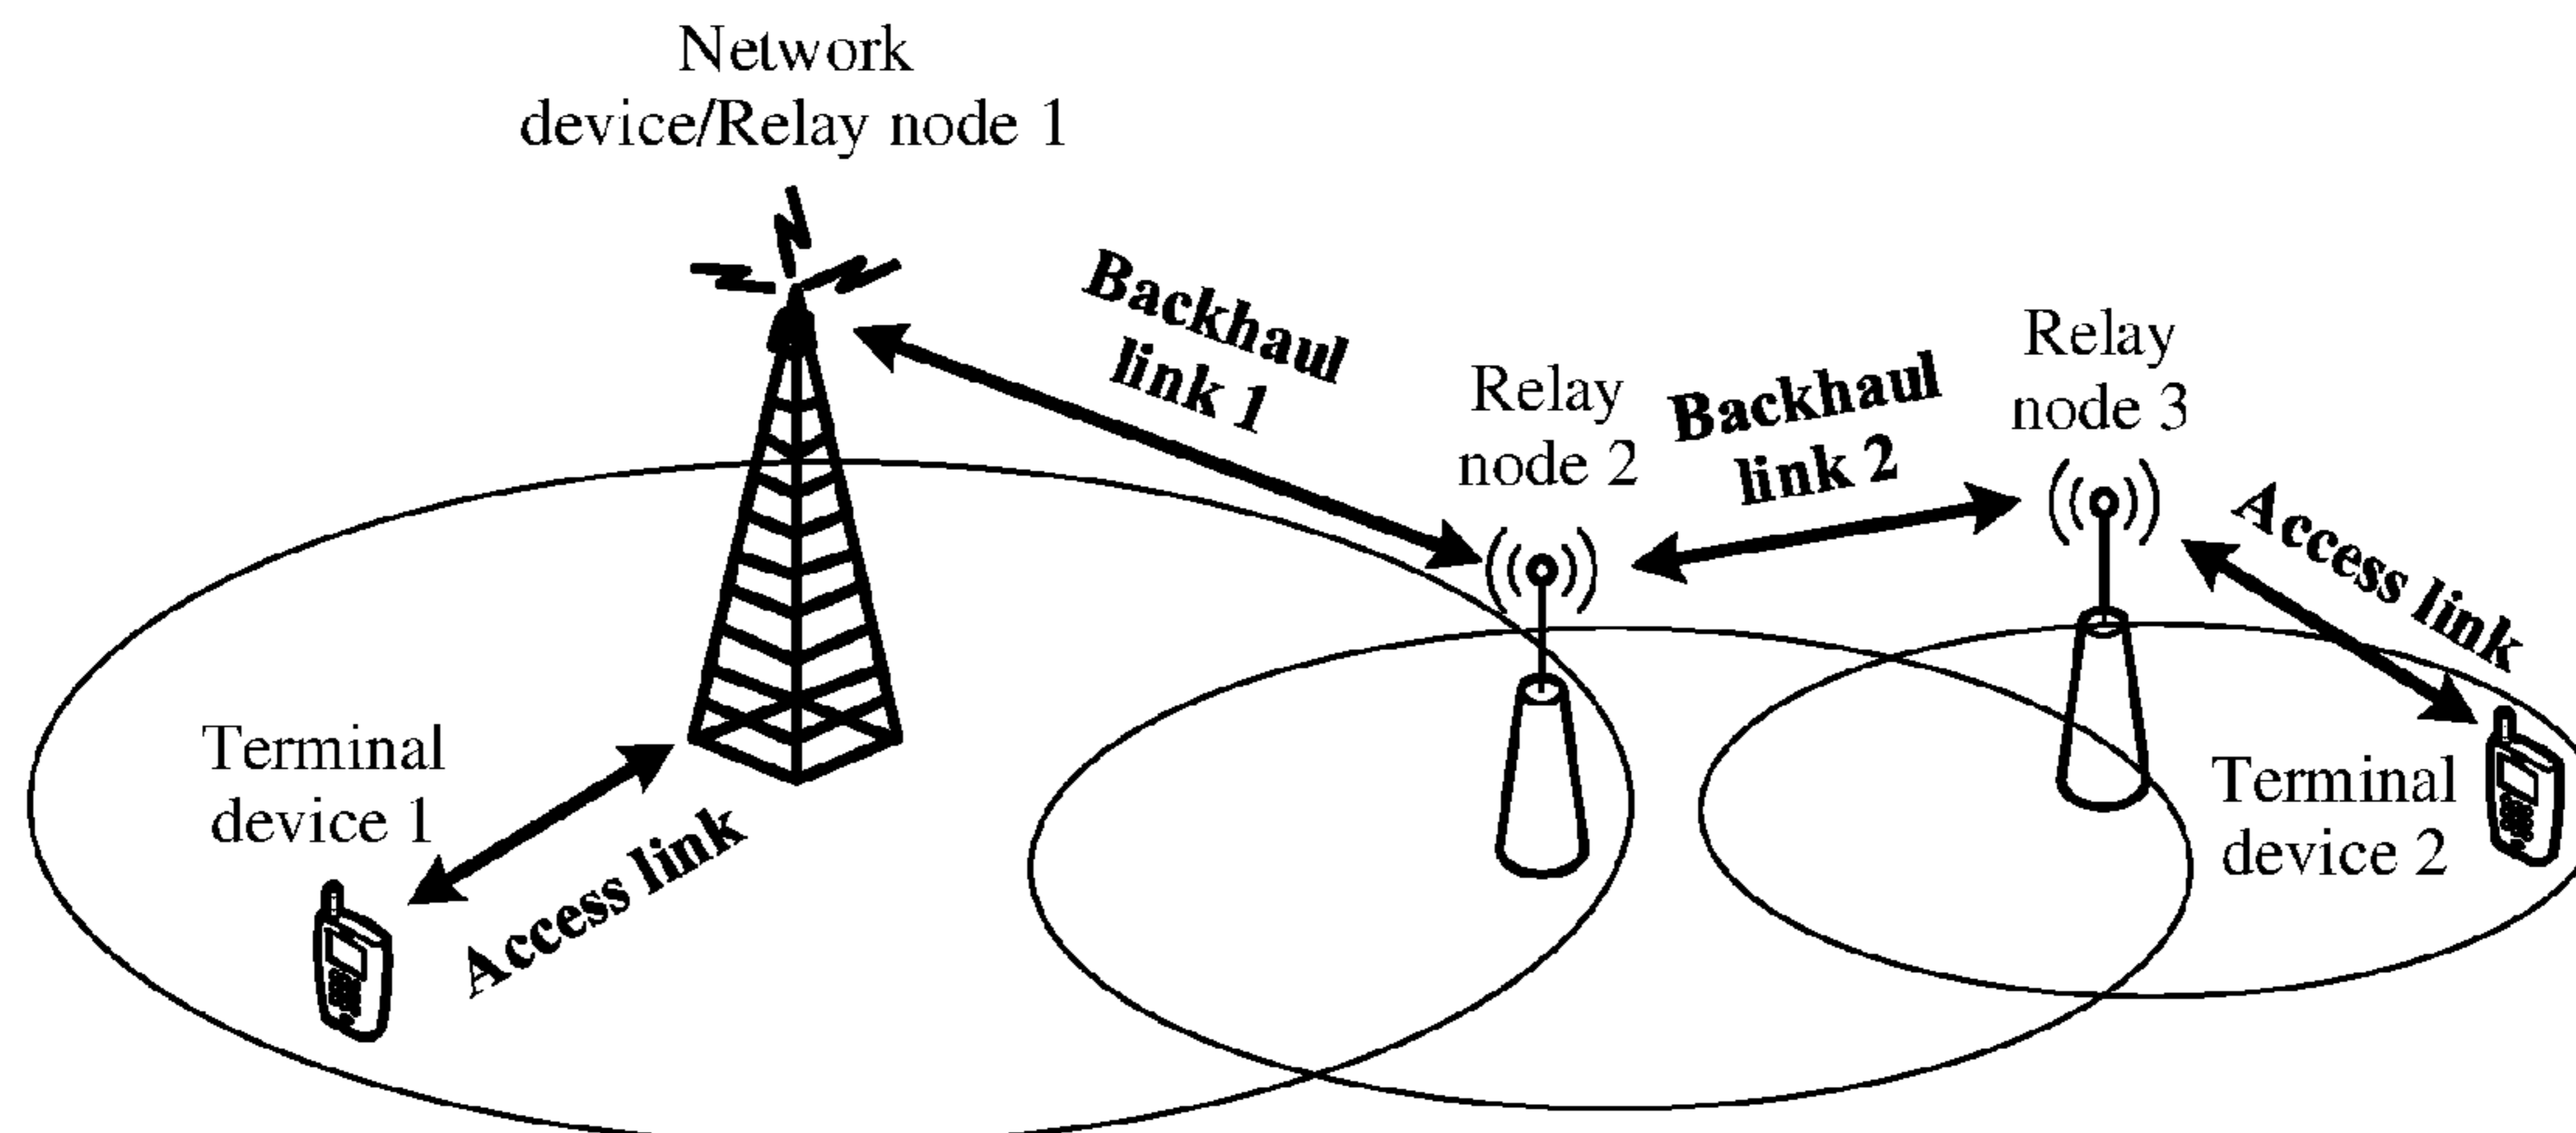 Network
device/Relay node 1
Backhaul
link 1
Relay
node 2
Backhaul
link 2
Relay
node 3
Access link
Terminal
device 1
Access link
Terminal
device 2